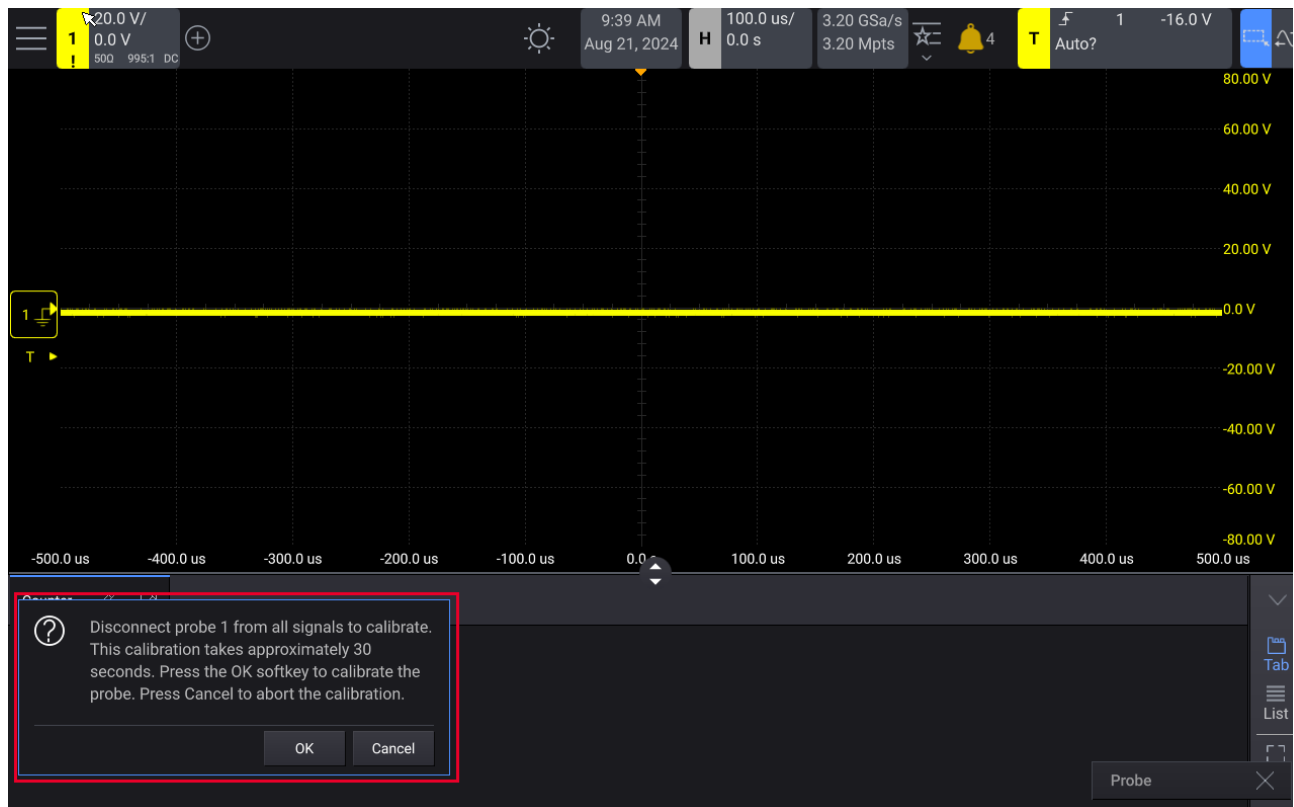 1
!
20.0 V/
0.0 V
50Ω 995:1 DC
9:39 AM
Aug 21, 2024
H
100.0 us/
0.0 s
3.20 GSa/s
3.20 Mpts
4
T
1 -16.0 V
Auto?
80.00 V
60.00 V
40.00 V
20.00 V
1
0.0 V
T
-20.00 V
-40.00 V
-60.00 V
-80.00 V
-500.0 us -400.0 us -300.0 us -200.0 us -100.0 us 0.0 s 100.0 us 200.0 us 300.0 us 400.0 us 500.0 us
Counter
Disconnect probe 1 from all signals to calibrate.
This calibration takes approximately 30
seconds. Press the OK softkey to calibrate the
probe. Press Cancel to abort the calibration.
OK Cancel
Tab
List
Probe